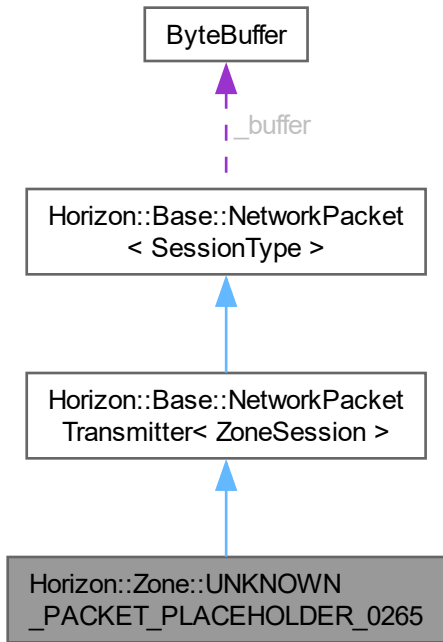 ByteBuffer
_buffer
Horizon::Base::NetworkPacket
< SessionType >
Horizon::Base::NetworkPacket
Transmitter< ZoneSession >
Horizon::Zone::UNKNOWN
_PACKET_PLACEHOLDER_0265